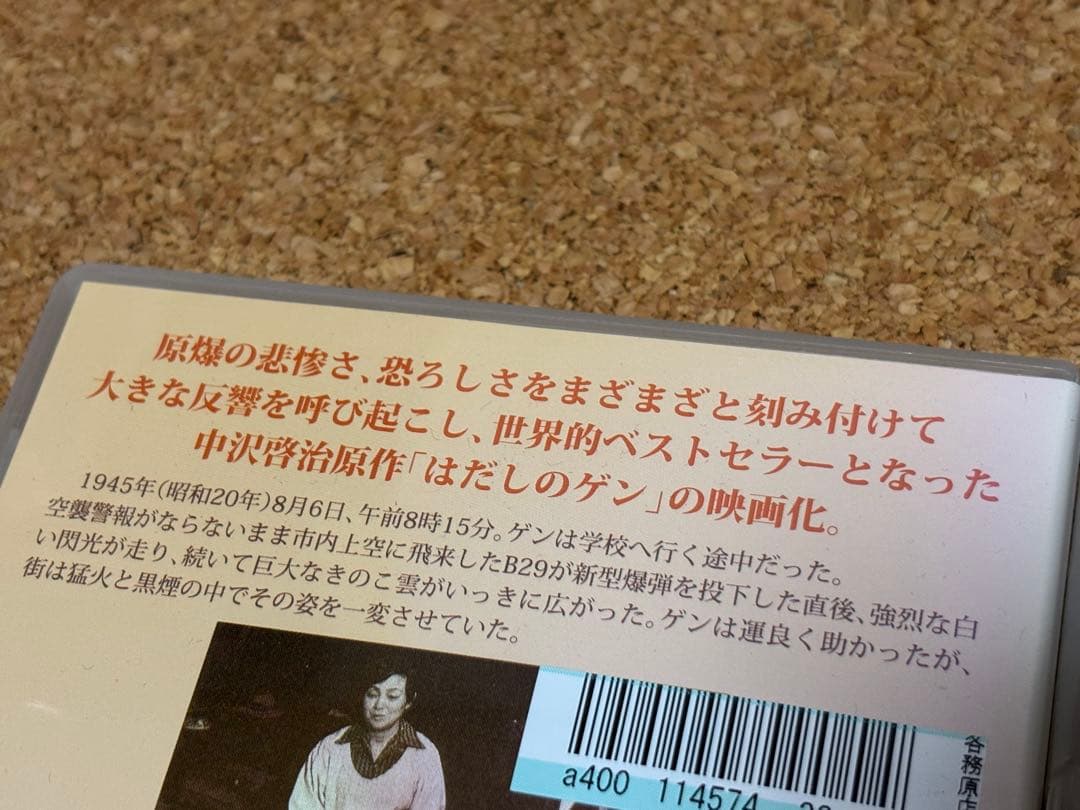 原爆の悲惨さ、恐ろしさをまざまざと刻み付けて
大きな反響を呼び起こし、世界的ベストセラーとなった
中沢啓治原作「はだしのゲン」の映画化。
1945年(昭和20年)8月6日、午前8時15分。ゲンは学校へ行く途中だった。
空襲警報がならないまま市内上空に飛来したB29が新型爆弾を投下した直後、強烈な白
い閃光が走り、続いて巨大なきのこ雲がいっきに広がった。ゲンは運良く助かったが、
街は猛火と黒煙の中でその姿を一変させていた。
a400 114574
各務原